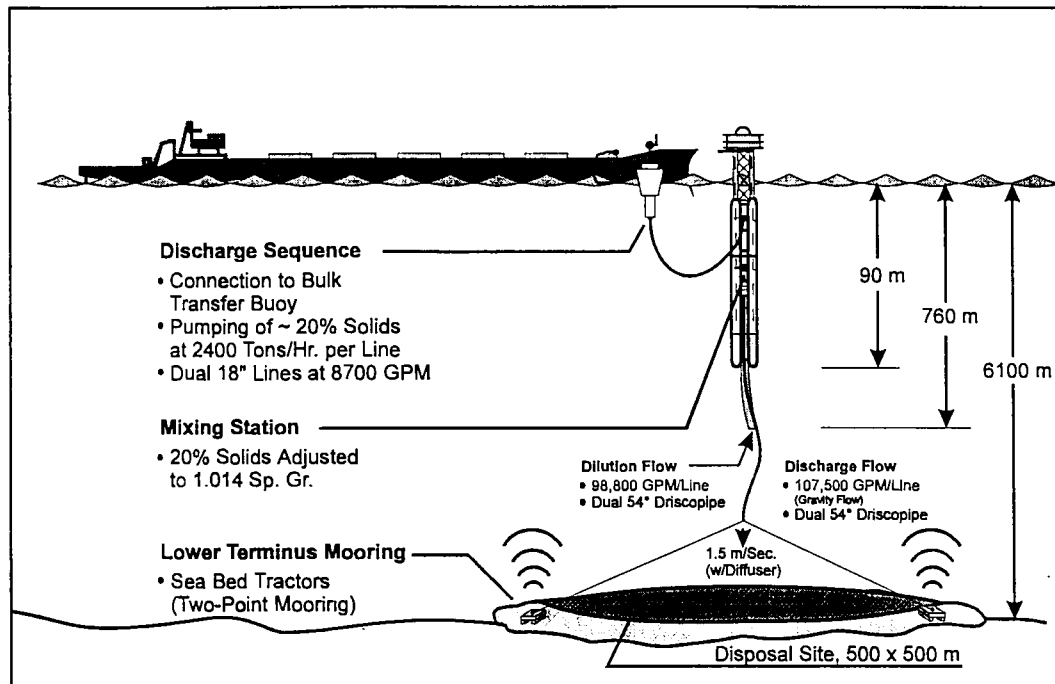 90 m
760 m
6100 m
Discharge Sequence
• Connection to Bulk
Transfer Buoy
• Pumping of ~ 20% Solids
at 2400 Tons/Hr. per Line
• Dual 18" Lines at 8700 GPM
Mixing Station
• 20% Solids Adjusted
to 1.014 Sp. Gr.
Dilution Flow
• 98,800 GPM/Line
• Dual 54" Driscopipe
Discharge Flow
• 107,500 GPM/Line
(Gravity Flow)
• Dual 54" Driscopipe
Lower Terminus Mooring
• Sea Bed Tractors
(Two-Point Mooring)
1.5 m/Sec.
(w/Diffuser)
Disposal Site, 500 x 500 m